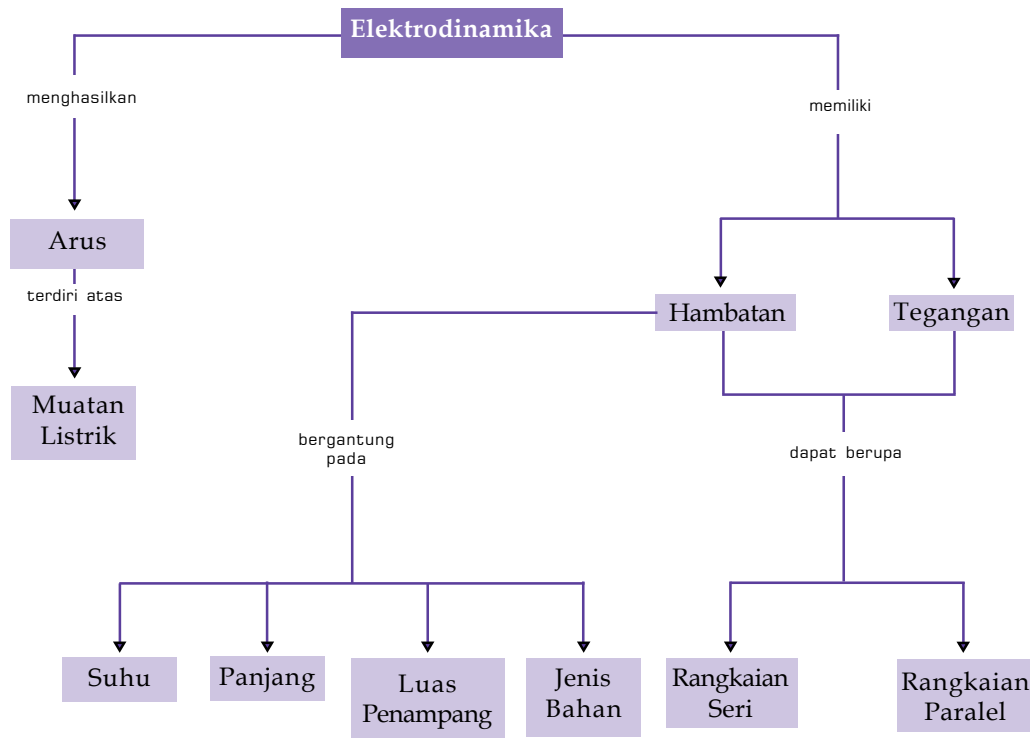 Elektrodinamika
menghasilkan
memiliki
Arus
terdiri atas
Hambatan
Tegangan
Muatan
Listrik
bergantung
pada
dapat berupa
Suhu
Panjang
Luas
Penampang
Jenis
Bahan
Rangkaian
Seri
Rangkaian
Paralel